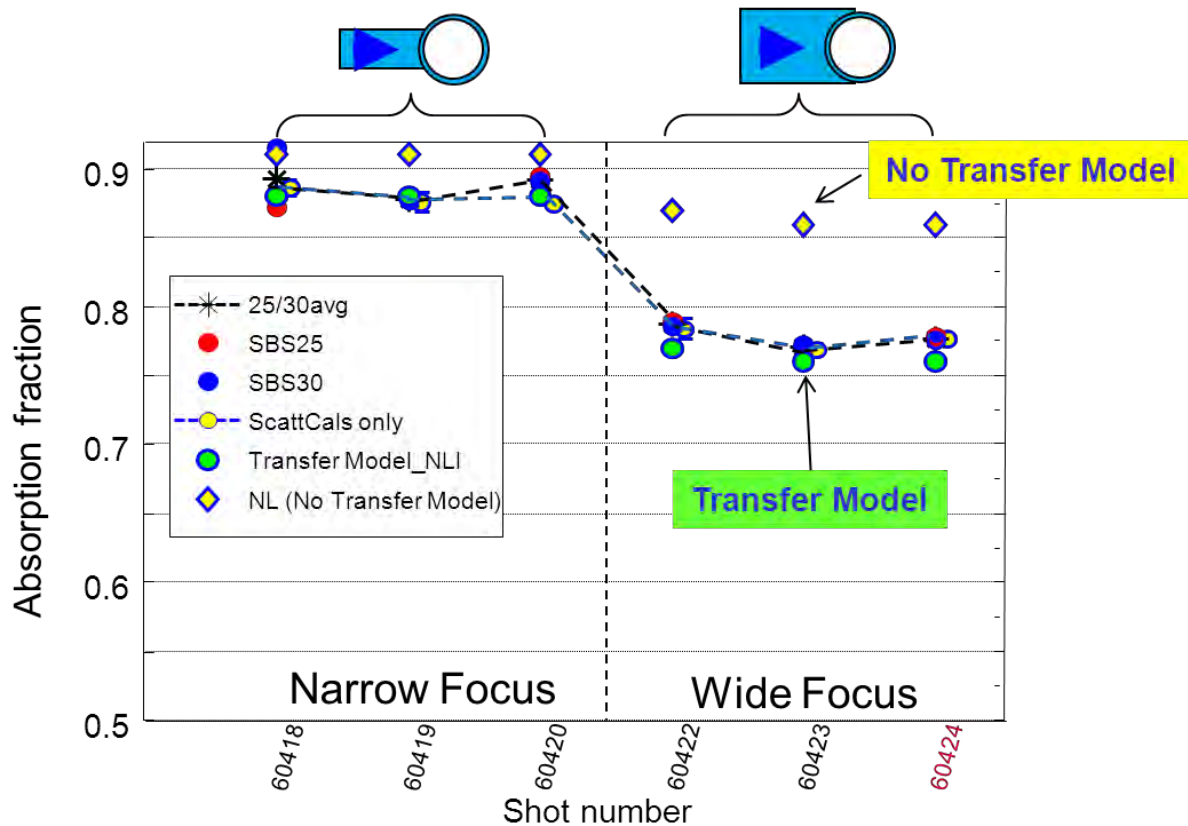 0.9
0.8
0.7
0.6
0.5
Absorption fraction
No Transfer Model
25/30avg
SBS25
SBS30
ScattCals only
Transfer Model_NLI
NL (No Transfer Model)
Transfer Model
Narrow Focus
Wide Focus
60418
60419
60420
60422
60423
60424
Shot number